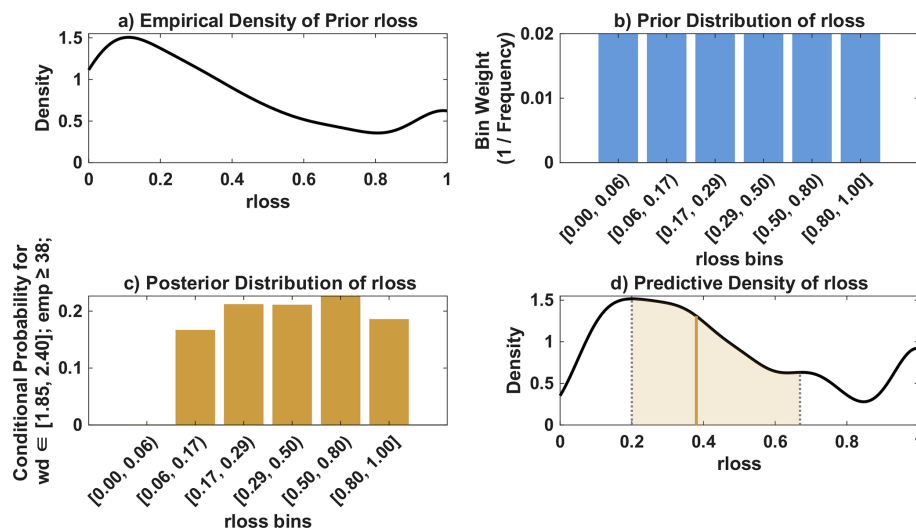 a) Empirical Density of Prior rloss
1.5
1
0.5
0
Density
0 0.2 0.4 0.6 0.8 1
rloss
b) Prior Distribution of rloss
0.02
0.01
0
Bin Weight
(1 / Frequency)
[0.00, 0.06) [0.06, 0.17) [0.17, 0.29) [0.29, 0.50) [0.50, 0.80) [0.80, 1.00]
rloss bins
c) Posterior Distribution of rloss
0.2
0.1
0
Conditional Probability for
wd ∈ [1.85, 2.40]; emp ≥ 38;
[0.00, 0.06) [0.06, 0.17) [0.17, 0.29) [0.29, 0.50) [0.50, 0.80) [0.80, 1.00]
rloss bins
d) Predictive Density of rloss
1.5
1.0
0.5
0
Density
0 0.2 0.4 0.6 0.8 1
rloss